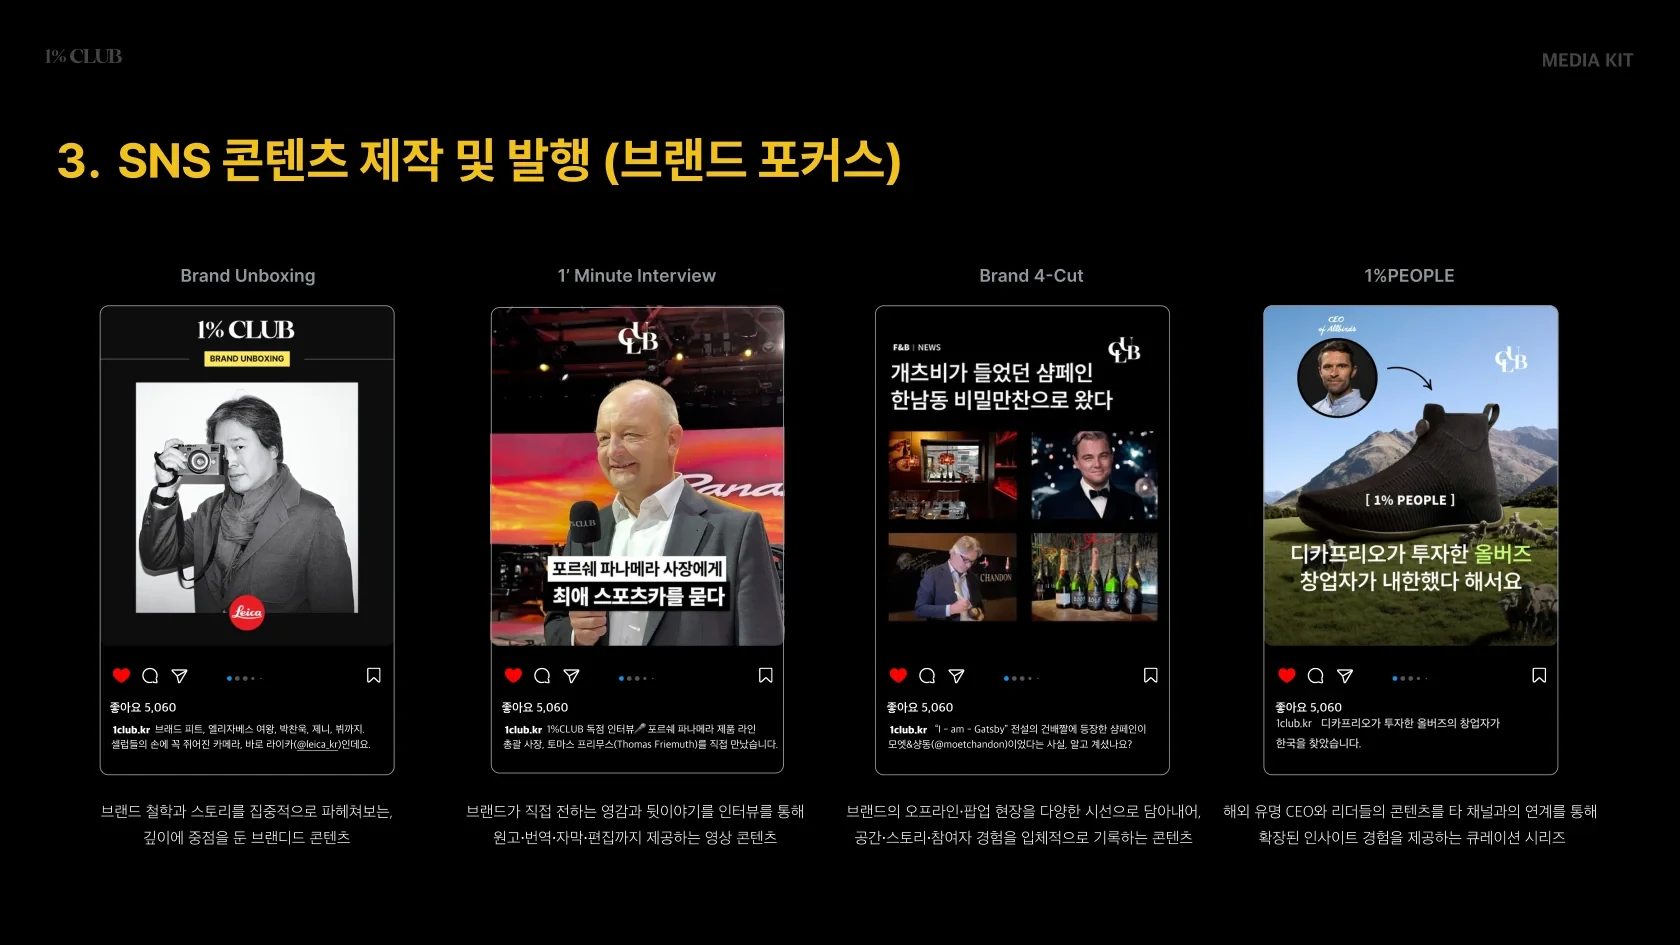 1% CLUB
MEDIA KIT
3. SNS 콘텐츠 제작 및 발행 (브랜드 포커스)
Brand Unboxing
1% CLUB
BRAND UNBOXING
Leica
좋아요 5,060
1club.kr 브래드 피트, 엘리자베스 여왕, 박찬욱, 제니, 뷔까지.
셀럽들의 손에 꼭 쥐어진 카메라, 바로 라이카(@leica_kr)인데요.
브랜드 철학과 스토리를 집중적으로 파헤쳐보는,
깊이에 중점을 둔 브랜디드 콘텐츠
1’ Minute Interview
CLUB
1%CLUB
포르쉐 파나메라 사장에게
최애 스포츠카를 묻다
좋아요 5,060
1club.kr 1%CLUB 독점 인터뷰🎤 포르쉐 파나메라 제품 라인
총괄 사장, 토마스 프리무스(Thomas Friemuth)를 직접 만났습니다.
브랜드가 직접 전하는 영감과 뒷이야기를 인터뷰를 통해
원고·번역·자막·편집까지 제공하는 영상 콘텐츠
Brand 4-Cut
F&B | NEWS
CLUB
개츠비가 들었던 샴페인
한남동 비밀만찬으로 왔다
CHANDON
좋아요 5,060
1club.kr “I - am - Gatsby” 전설의 건배짤에 등장한 샴페인이
모엣&샹동(@moetchandon)이었다는 사실, 알고 계셨나요?
브랜드의 오프라인·팝업 현장을 다양한 시선으로 담아내어,
공간·스토리·참여자 경험을 입체적으로 기록하는 콘텐츠
1%PEOPLE
CEO
of Allbirds
CLUB
[ 1% PEOPLE ]
디카프리오가 투자한 올버즈
창업자가 내한했다 해서요
좋아요 5,060
1club.kr 디카프리오가 투자한 올버즈의 창업자가
한국을 찾았습니다.
해외 유명 CEO와 리더들의 콘텐츠를 타 채널과의 연계를 통해
확장된 인사이트 경험을 제공하는 큐레이션 시리즈